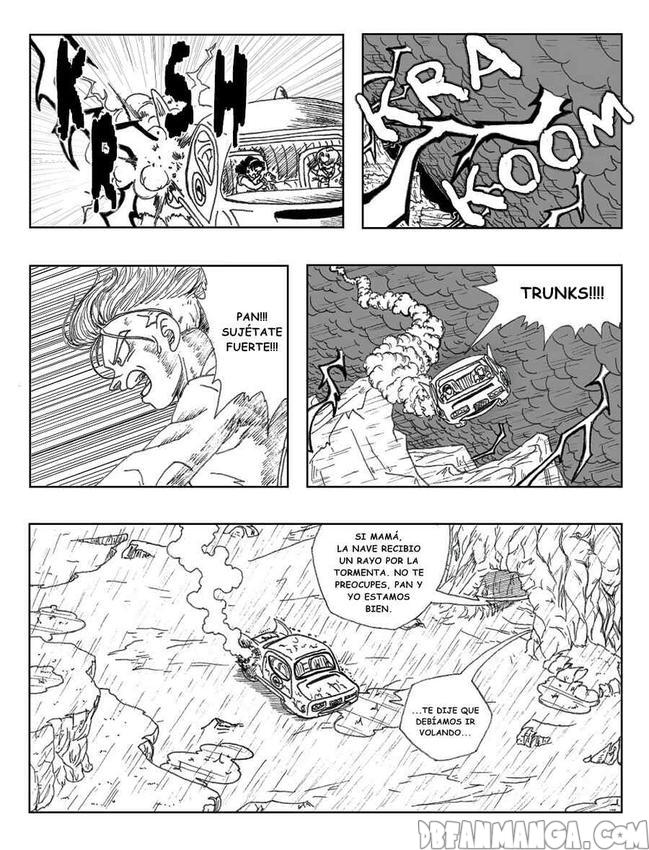 KRASH
KRA
KOOM
PAN!!!
SUJÉTATE
FUERTE!!!
TRUNKS!!!!
SI MAMÁ,
LA NAVE RECIBIO
UN RAYO POR LA
TORMENTA. NO TE
PREOCUPES, PAN Y
YO ESTAMOS
BIEN.
...TE DIJE QUE
DEBÍAMOS IR
VOLANDO...
DBFANMANGA.COM